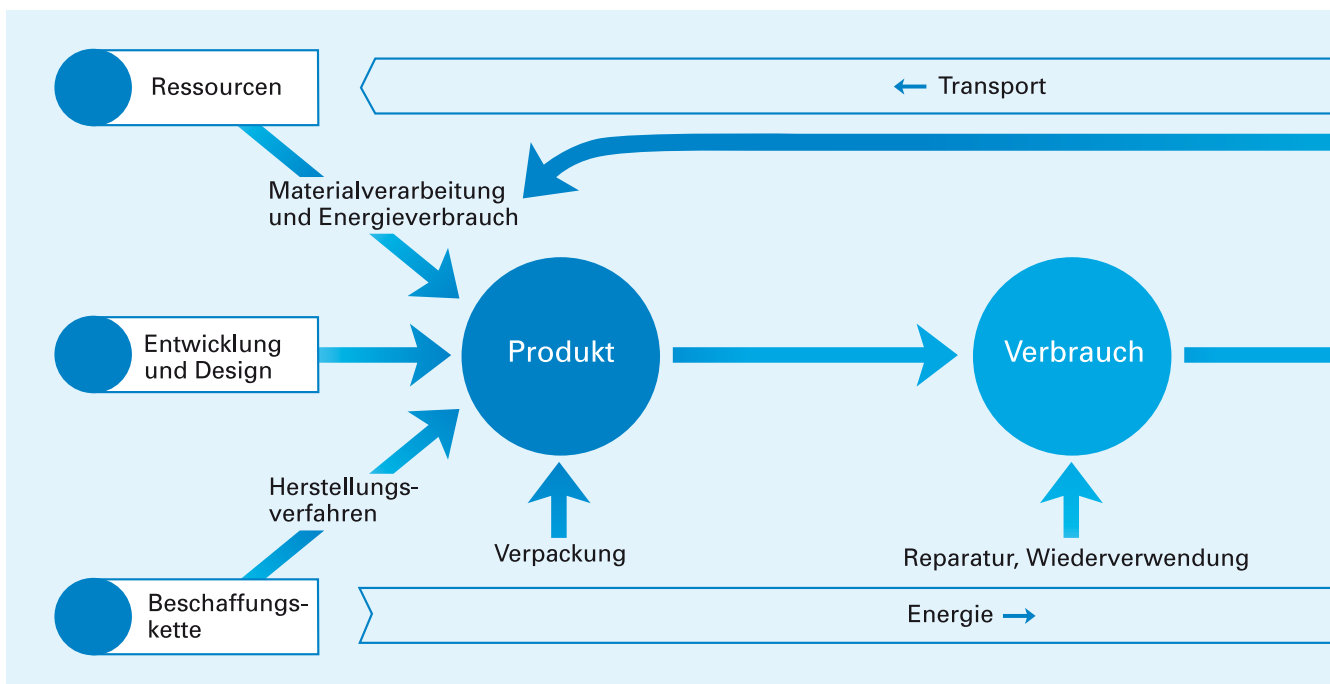 Ressourcen
← Transport
Materialverarbeitung
und Energieverbrauch
Entwicklung
und Design
Produkt
Verbrauch
Herstellungs-
verfahren
Verpackung
Reparatur, Wiederverwendung
Beschaffungs-
kette
Energie →